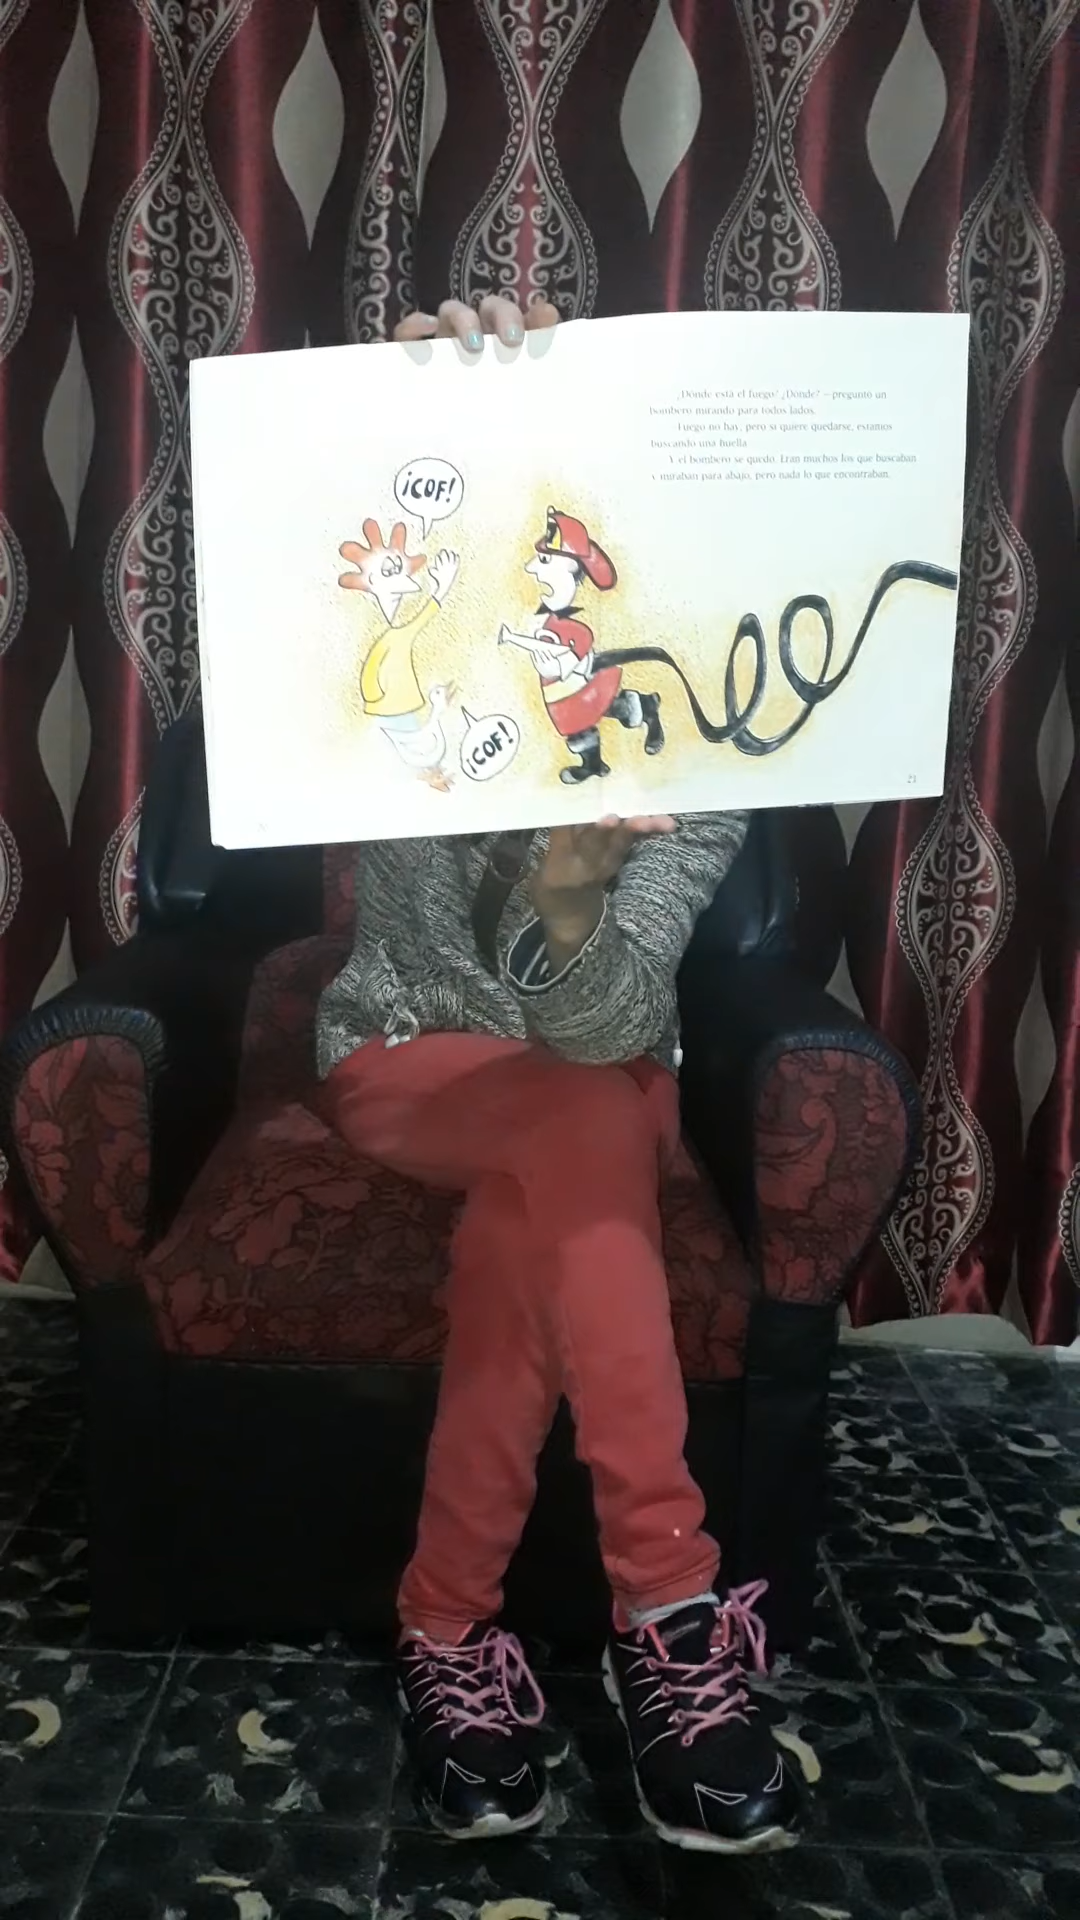 ¿Dónde está el fuego? ¿Dónde? – preguntó un
bombero mirando para todos lados.
Fuego no hay, pero si quiere quedarse, estamos
buscando una huella.
Y el bombero se quedó. Eran muchos los que buscaban
y miraban para abajo, pero nada lo que encontraban.
¡COF!
¡COF!
21